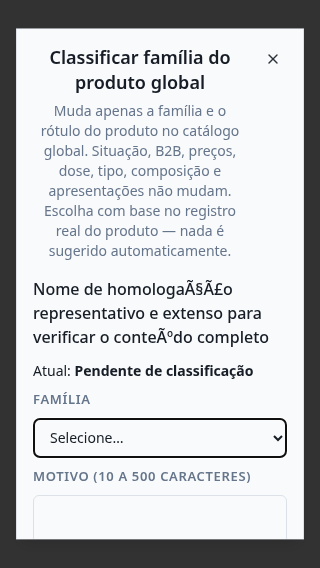 Classificar família do
produto global
×
Muda apenas a família e o
rótulo do produto no catálogo
global. Situação, B2B, preços,
dose, tipo, composição e
apresentações não mudam.
Escolha com base no registro
real do produto — nada é
sugerido automaticamente.
Nome de homologaÃ§Ã£o
representativo e extenso para
verificar o conteÃºdo completo
Atual: Pendente de classificação
FAMÍLIA
Selecione...
MOTIVO (10 A 500 CARACTERES)